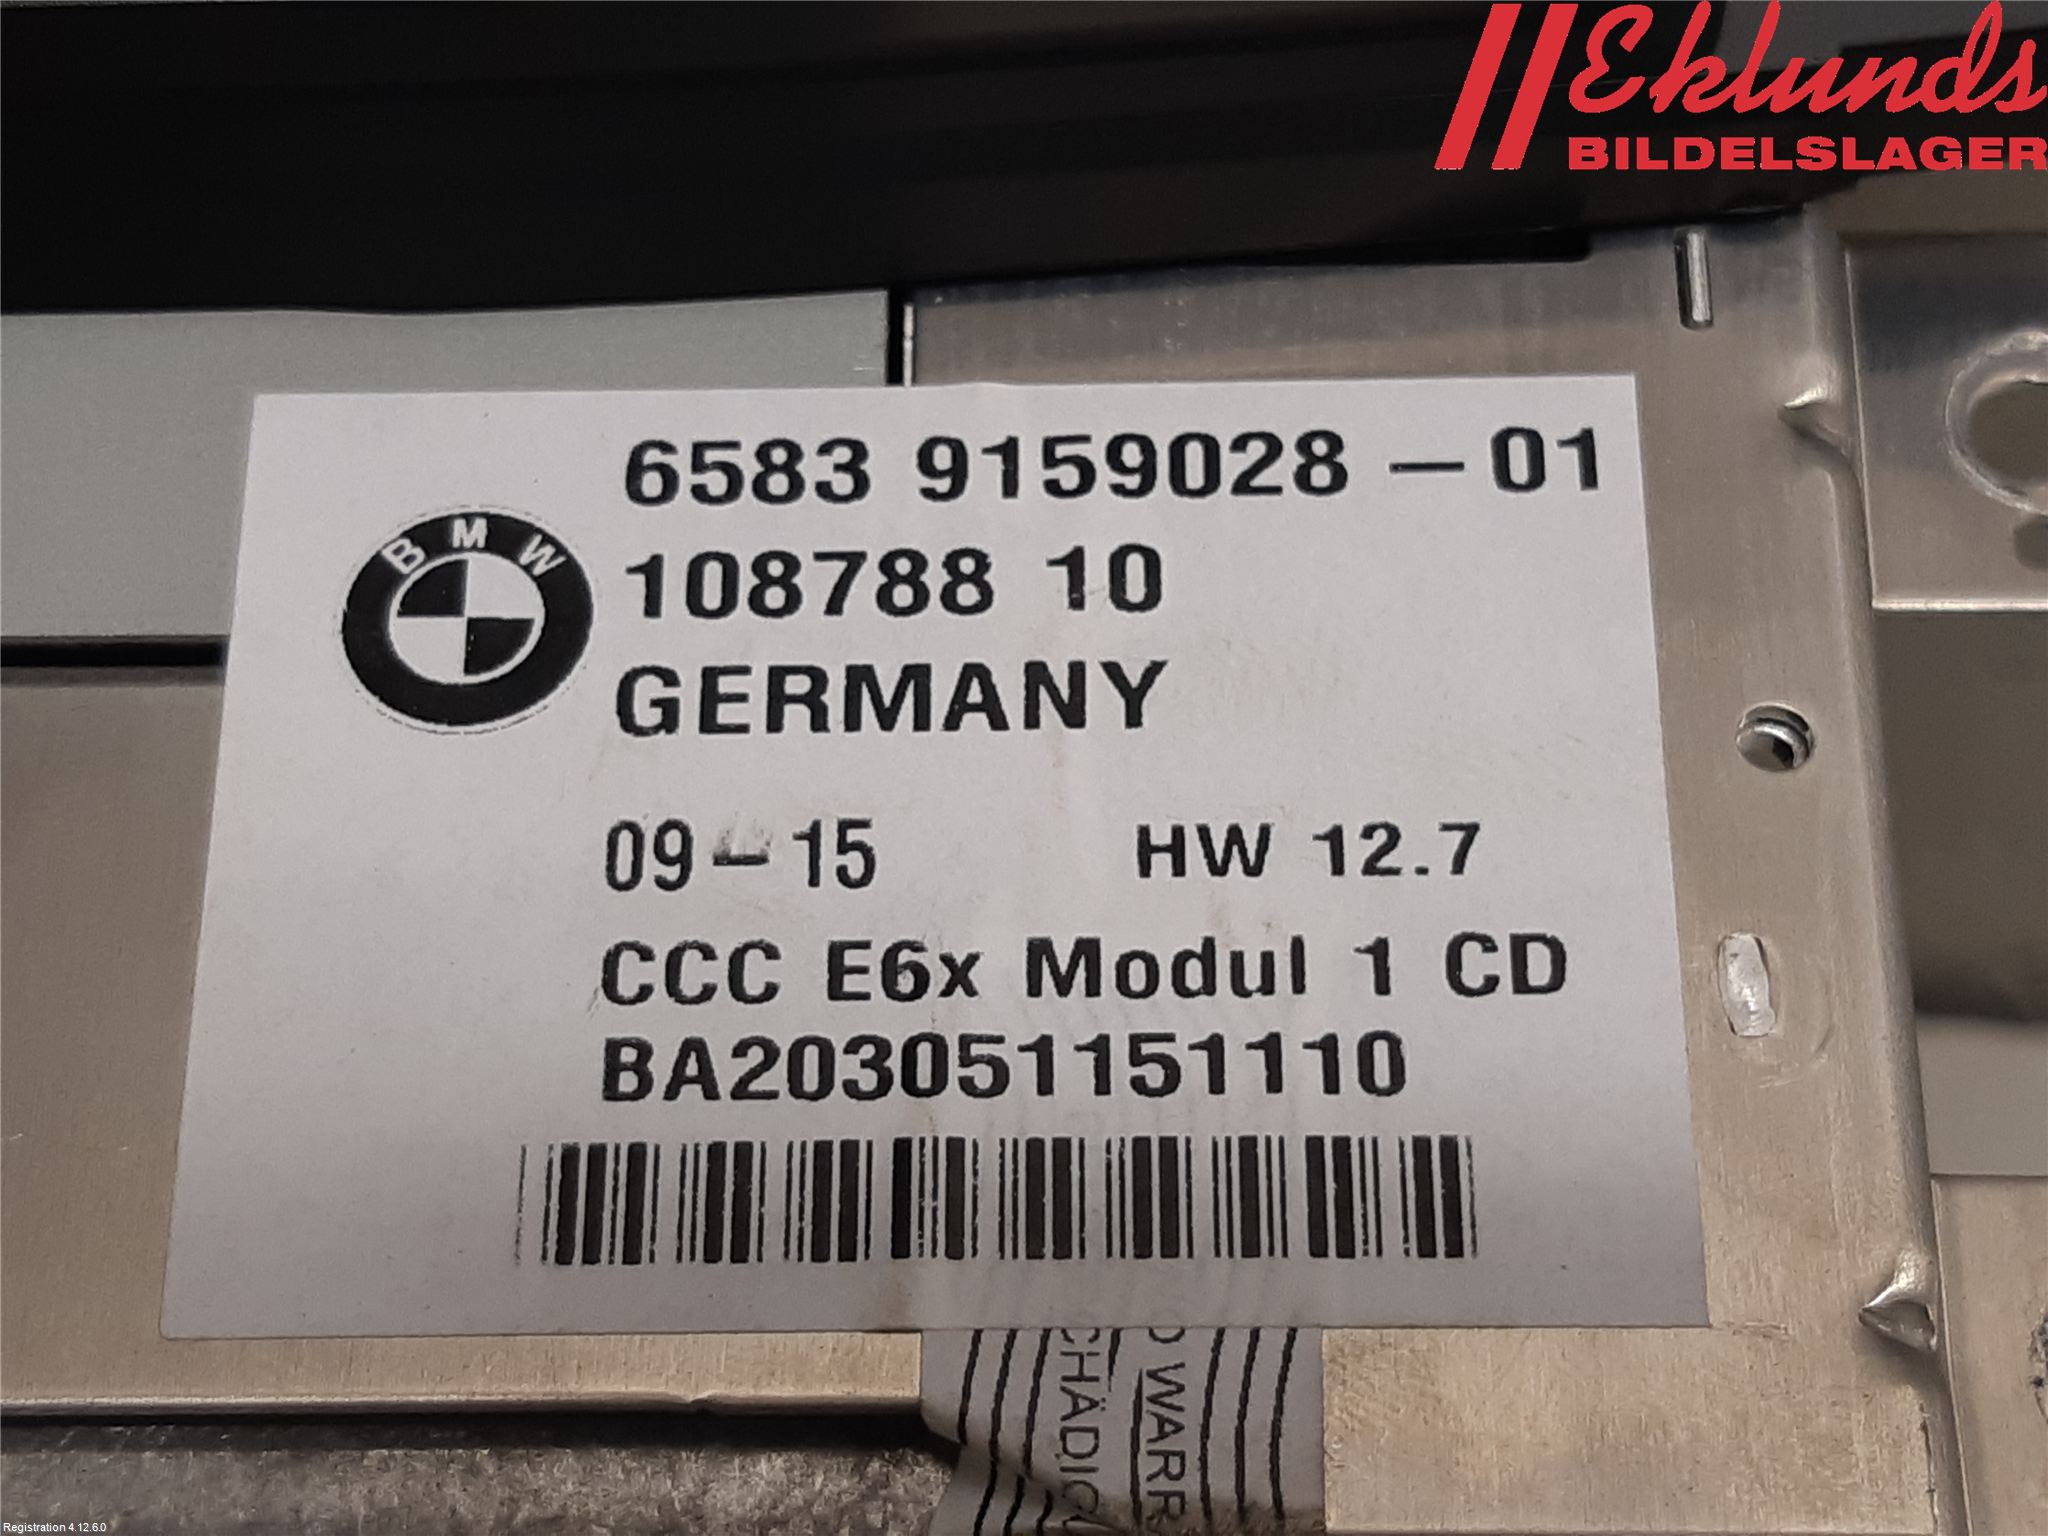 Eklunds
BILDELSLAGER
6583 9159028-01
BMW
108788 10
GERMANY
09-15 HW 12.7
CCC E6x Modul 1 CD
BA203051151110
Registration 4.12.6.0